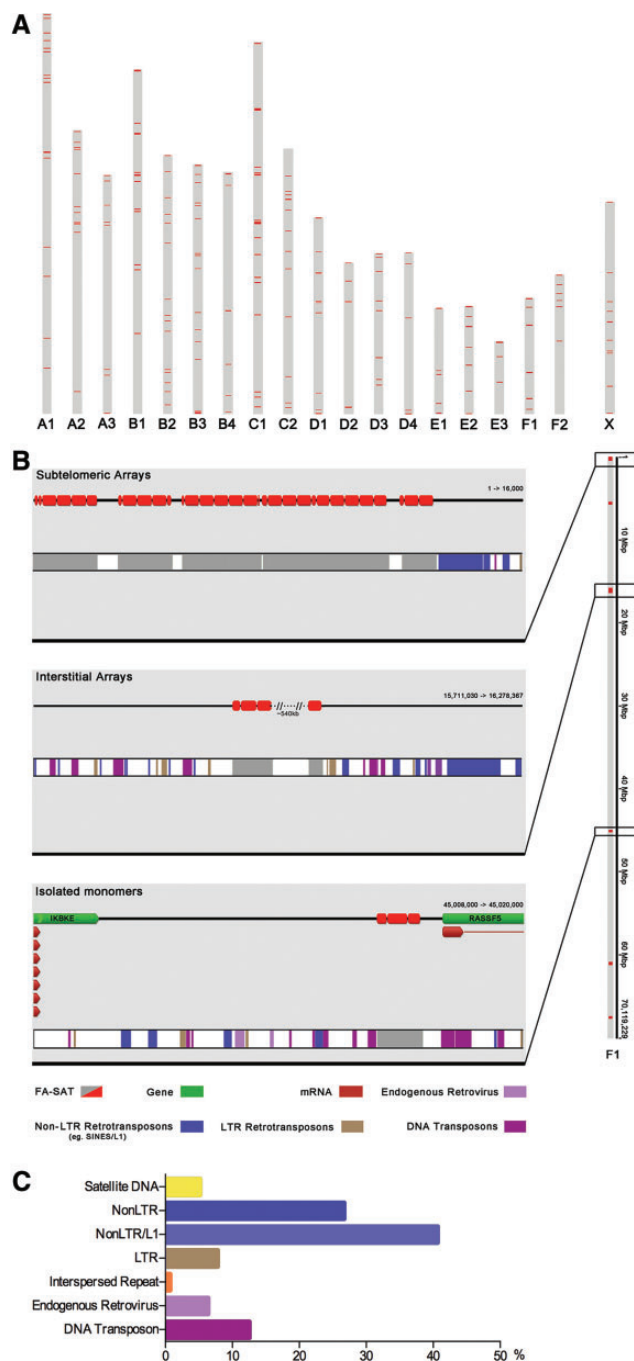 A
A1 A2 A3 B1 B2 B3 B4 C1 C2 D1 D2 D3 D4 E1 E2 E3 F1 F2 X
B
Subtelomeric Arrays
1 -> 16,000
Interstitial Arrays
15,711,030 -> 16,278,367
~540kb
Isolated monomers
45,008,000 -> 45,020,000
IKBKE
RASSF5
1
10 Mbp
20 Mbp
30 Mbp
40 Mbp
50 Mbp
60 Mbp
70,119,229
F1
FA-SAT
Gene
mRNA
Endogenous Retrovirus
Non-LTR Retrotransposons
(eg. SINES/L1)
LTR Retrotransposons
DNA Transposons
C
Satellite DNA
NonLTR
NonLTR/L1
LTR
Interspersed Repeat
Endogenous Retrovirus
DNA Transposon
0 10 20 30 40 50 %